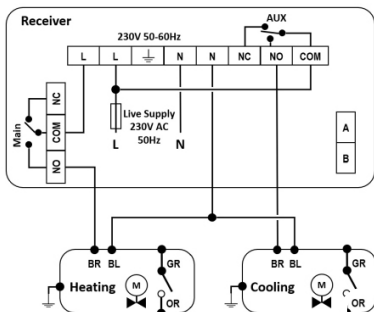 Receiver
230V 50-60Hz
AUX
L L N N NC NO COM
Main
NC
COM
NO
Live Supply
230V AC
50Hz
L N
A
B
BR BL GR
Heating
M
OR
BR BL GR
Cooling
M
OR